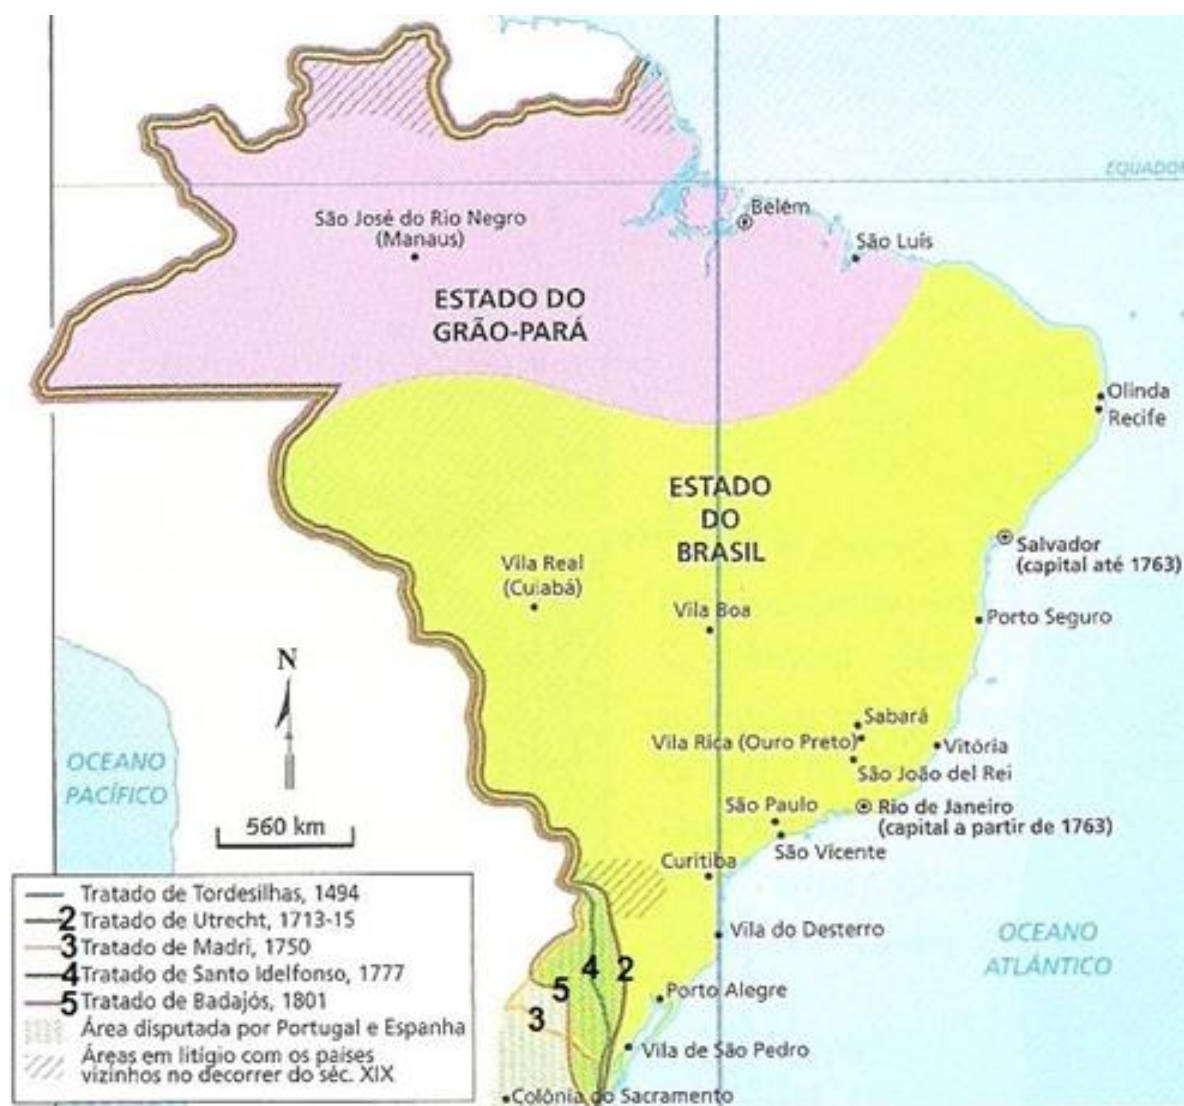 EQUADOR
Belém
São José do Rio Negro
(Manaus)
São Luís
ESTADO DO
GRÃO-PARÁ
Olinda
Recife
ESTADO
DO
BRASIL
Salvador
(capital até 1763)
Vila Real
(Cuiabá)
Vila Boa
Porto Seguro
N
Sabará
Vila Rica (Ouro Preto)
Vitória
São João del Rei
OCEANO
PACÍFICO
São Paulo
Rio de Janeiro
(capital a partir de 1763)
560 km
São Vicente
Curitiba
Tratado de Tordesilhas, 1494
2 Tratado de Utrecht, 1713-15
3 Tratado de Madri, 1750
4 Tratado de Santo Idelfonso, 1777
5 Tratado de Badajós, 1801
Área disputada por Portugal e Espanha
Áreas em litígio com os países
vizinhos no decorrer do séc. XIX
Vila do Desterro
OCEANO
ATLÂNTICO
4 2
5
3
Porto Alegre
Vila de São Pedro
Colônia do Sacramento